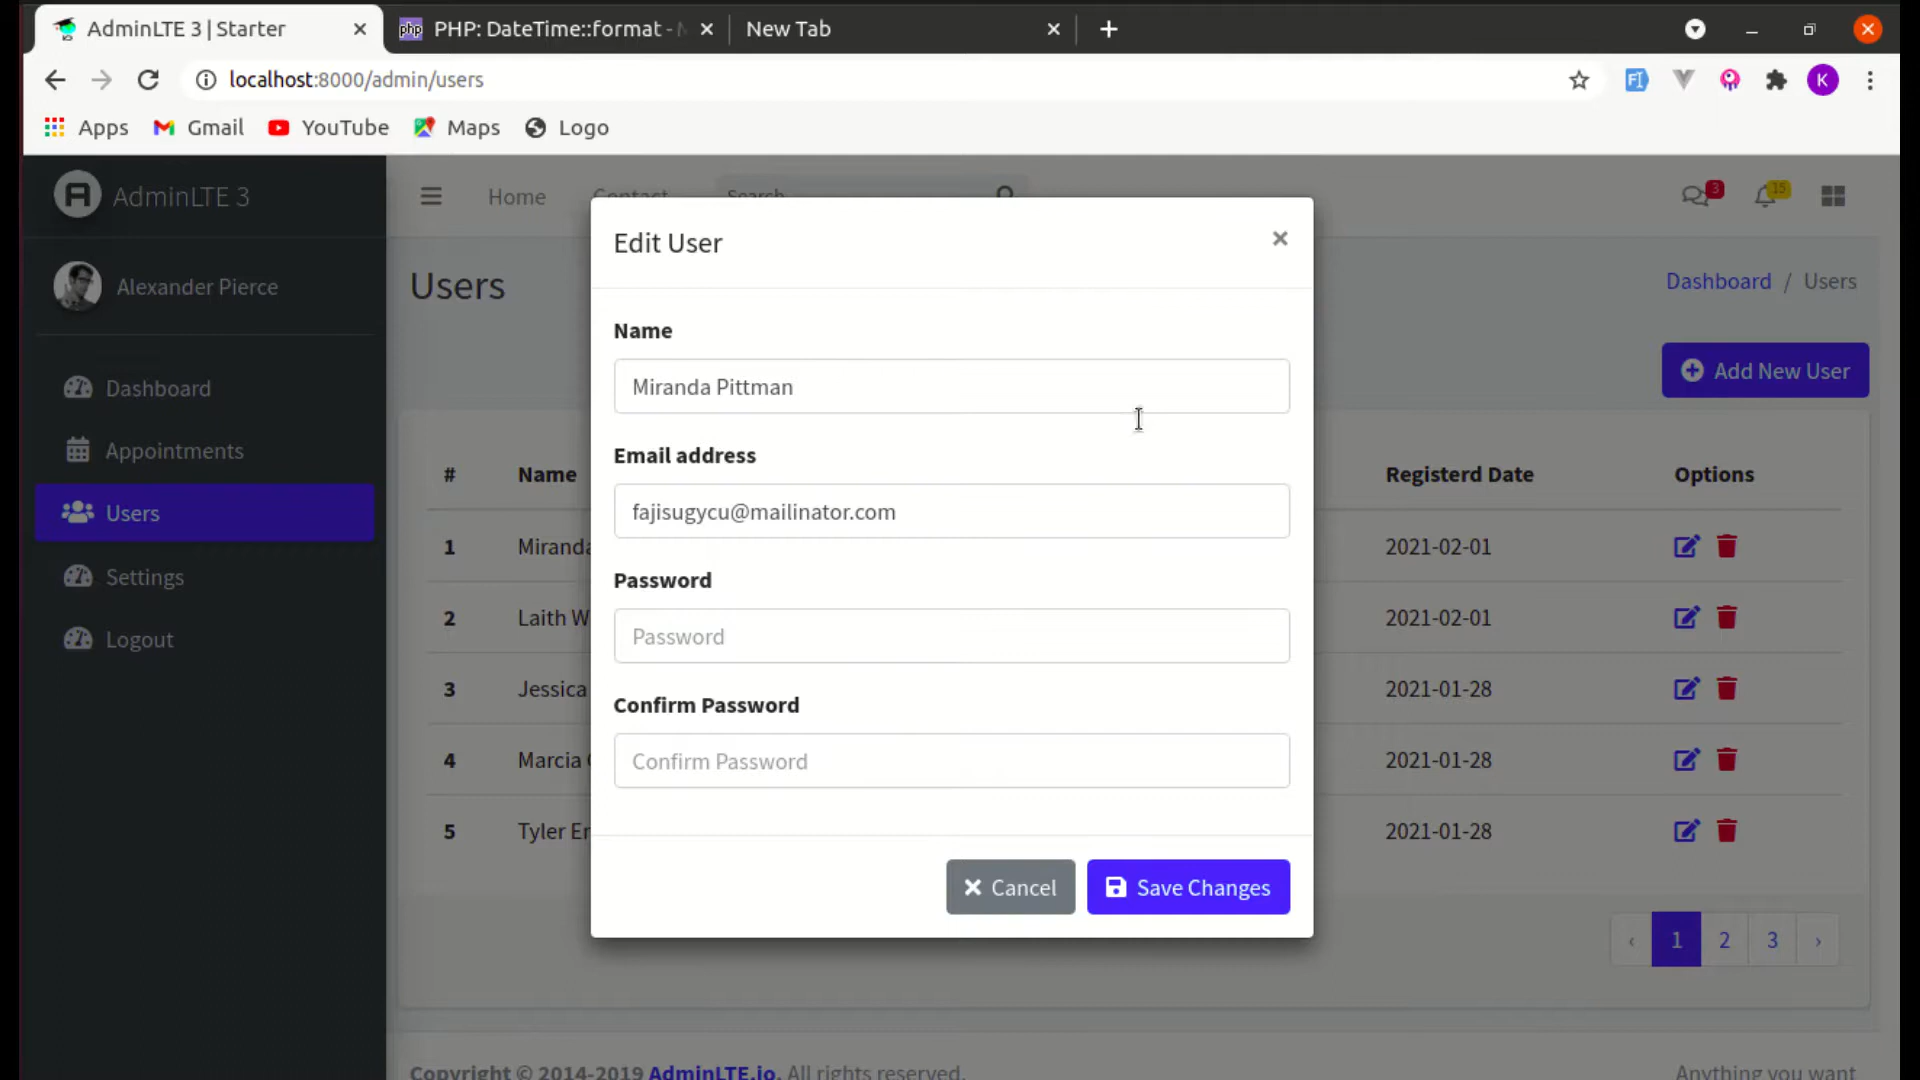 AdminLTE 3 | Starter
php PHP: DateTime::format -
New Tab
localhost:8000/admin/users
FI
K
Apps Gmail YouTube Maps Logo
AdminLTE 3
Home Contact Search
3
15
Alexander Pierce
Dashboard
Appointments
Users
Settings
Logout
Users
Dashboard / Users
Add New User
# Name Registerd Date Options
1 Miranda 2021-02-01
2 Laith W 2021-02-01
3 Jessica 2021-01-28
4 Marcia 2021-01-28
5 Tyler Er 2021-01-28
Edit User
Name
Miranda Pittman
Email address
fajisugycu@mailinator.com
Password
Password
Confirm Password
Confirm Password
Cancel Save Changes
‹ 1 2 3 ›
Copyright © 2014-2019 AdminLTE.io. All rights reserved.
Anything you want